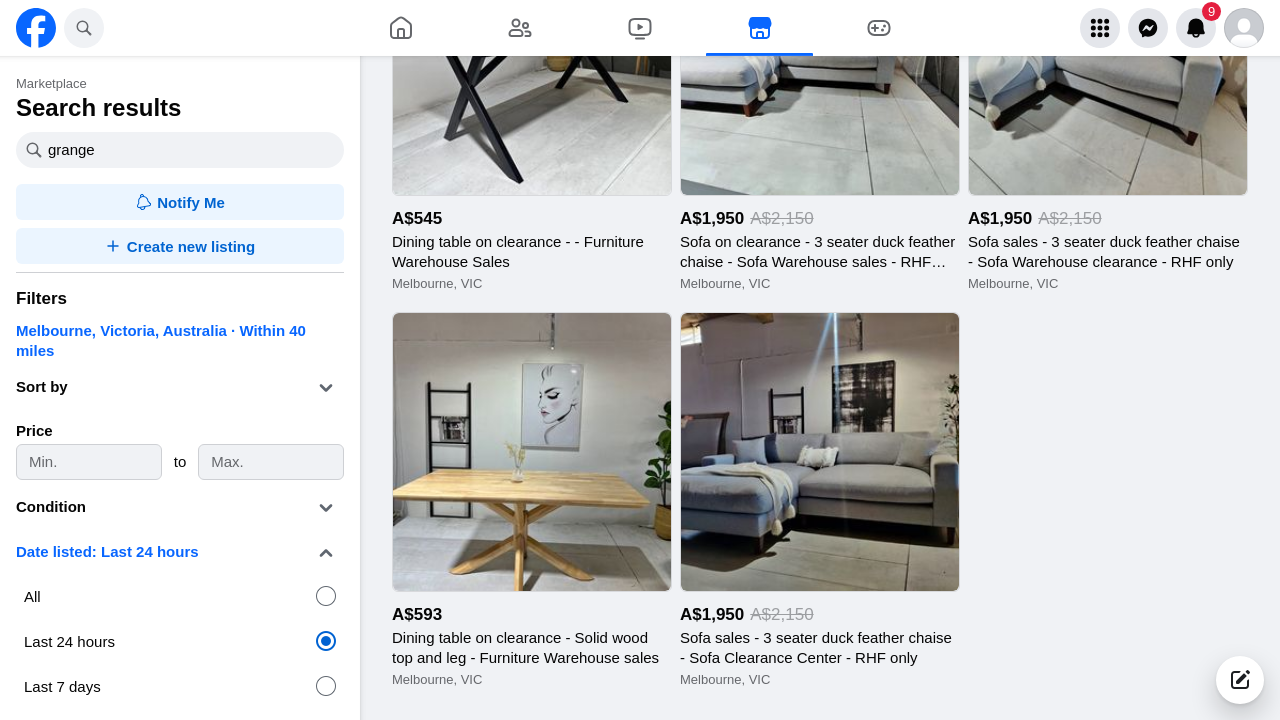 9
Marketplace
Search results
grange
Notify Me
Create new listing
Filters
Melbourne, Victoria, Australia · Within 40
miles
Sort by
Price
Min.
to
Max.
Condition
Date listed: Last 24 hours
All
Last 24 hours
Last 7 days
A$545
Dining table on clearance - - Furniture
Warehouse Sales
Melbourne, VIC
A$1,950 A$2,150
Sofa on clearance - 3 seater duck feather
chaise - Sofa Warehouse sales - RHF…
Melbourne, VIC
A$1,950 A$2,150
Sofa sales - 3 seater duck feather chaise
- Sofa Warehouse clearance - RHF only
Melbourne, VIC
A$593
Dining table on clearance - Solid wood
top and leg - Furniture Warehouse sales
Melbourne, VIC
A$1,950 A$2,150
Sofa sales - 3 seater duck feather chaise
- Sofa Clearance Center - RHF only
Melbourne, VIC